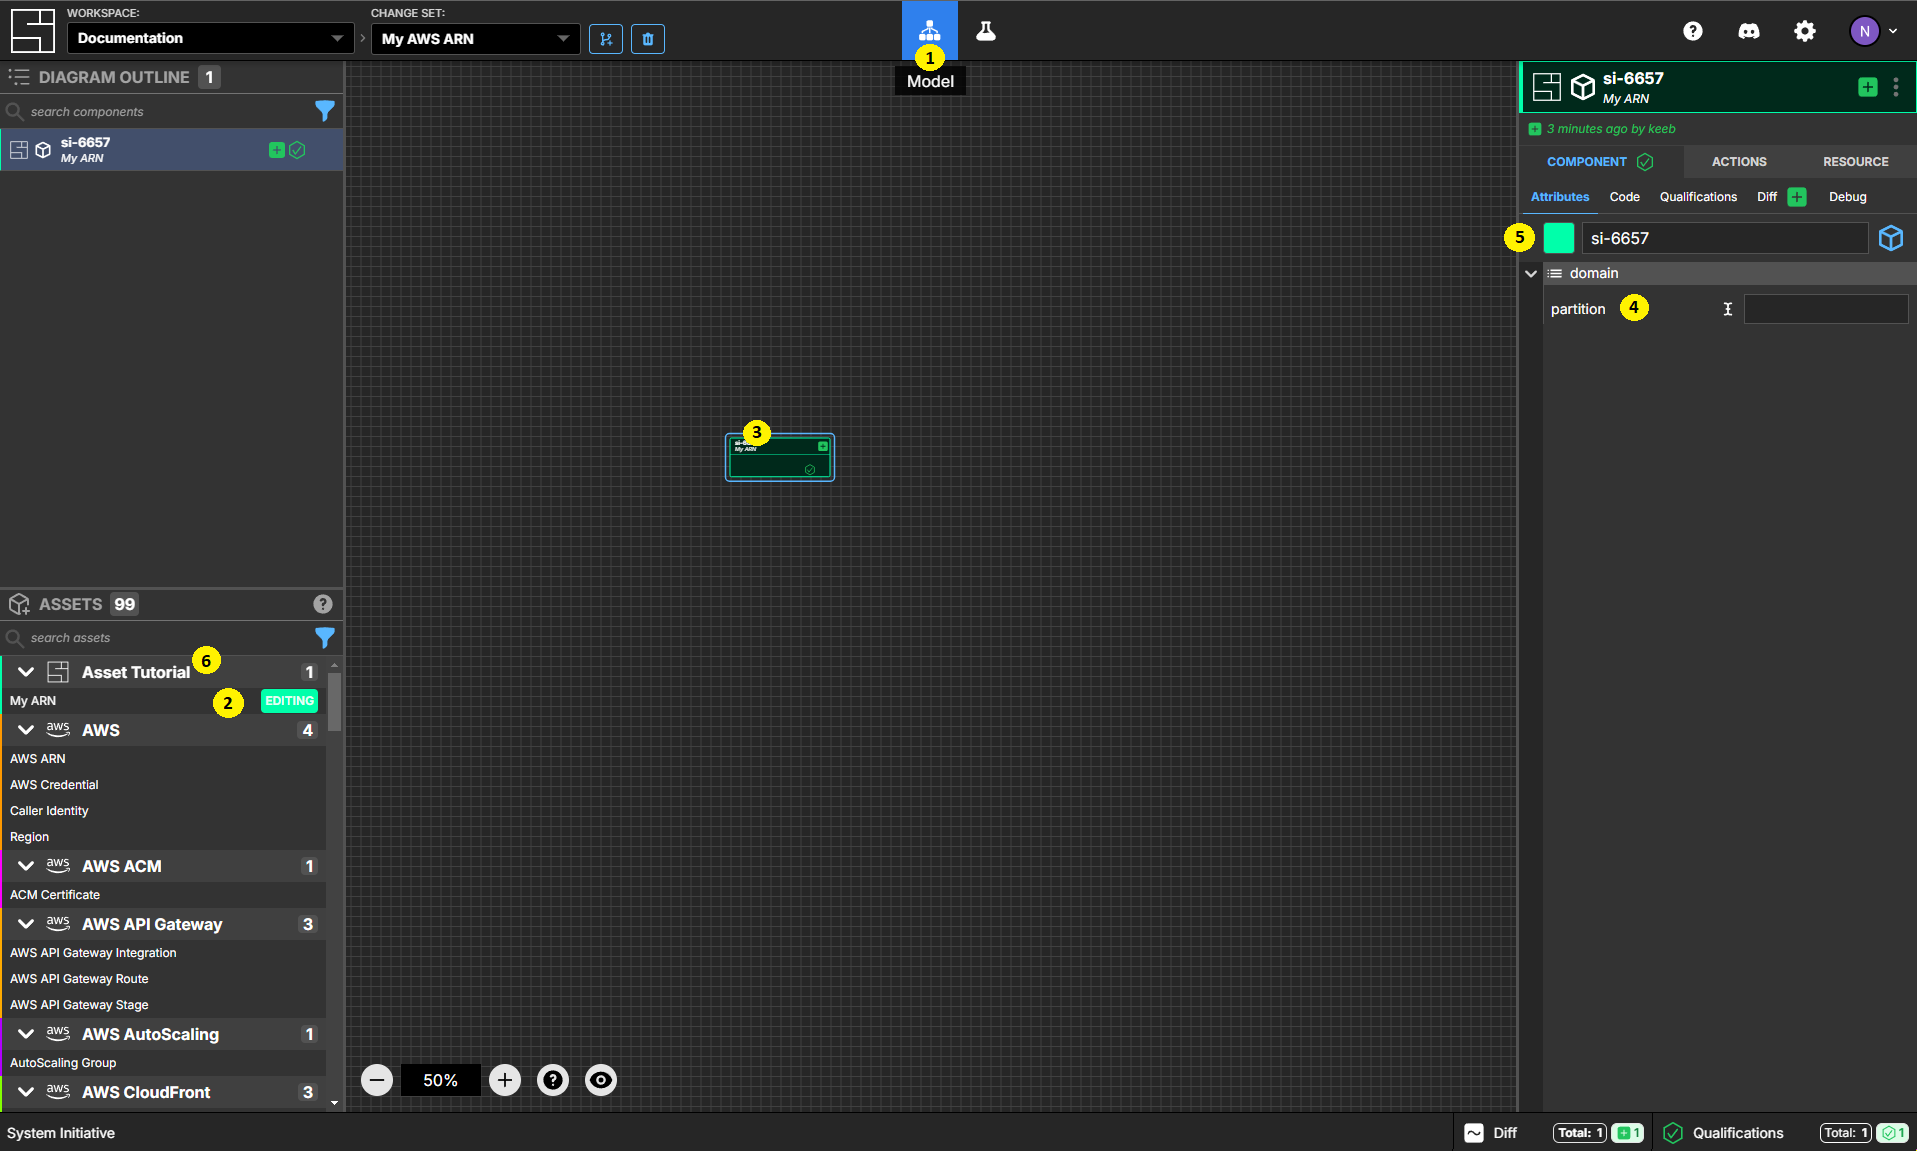 WORKSPACE:
Documentation
CHANGE SET:
My AWS ARN
N
1
Model
DIAGRAM OUTLINE 1
search components
si-6657
My ARN
3
My ARN
si-6657
My ARN
3 minutes ago by keeb
COMPONENT
ACTIONS
RESOURCE
Attributes
Code
Qualifications
Diff
Debug
5
si-6657
domain
partition
4
ASSETS 99
search assets
Asset Tutorial
6
1
My ARN
2
EDITING
aws AWS 4
AWS ARN
AWS Credential
Caller Identity
Region
aws AWS ACM 1
ACM Certificate
aws AWS API Gateway 3
AWS API Gateway Integration
AWS API Gateway Route
AWS API Gateway Stage
aws AWS AutoScaling 1
AutoScaling Group
aws AWS CloudFront 3
50%
System Initiative
Diff
Total: 1
1
Qualifications
Total: 1
1